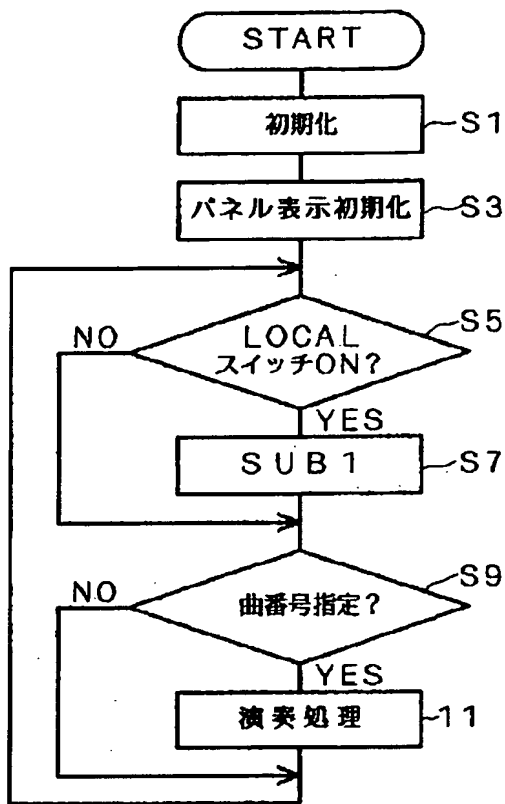 START
初期化
S1
パネル表示初期化
S3
S5
NO
LOCAL
スイッチON?
YES
SUB1
S7
S9
NO
曲番号指定?
YES
演奏処理
11